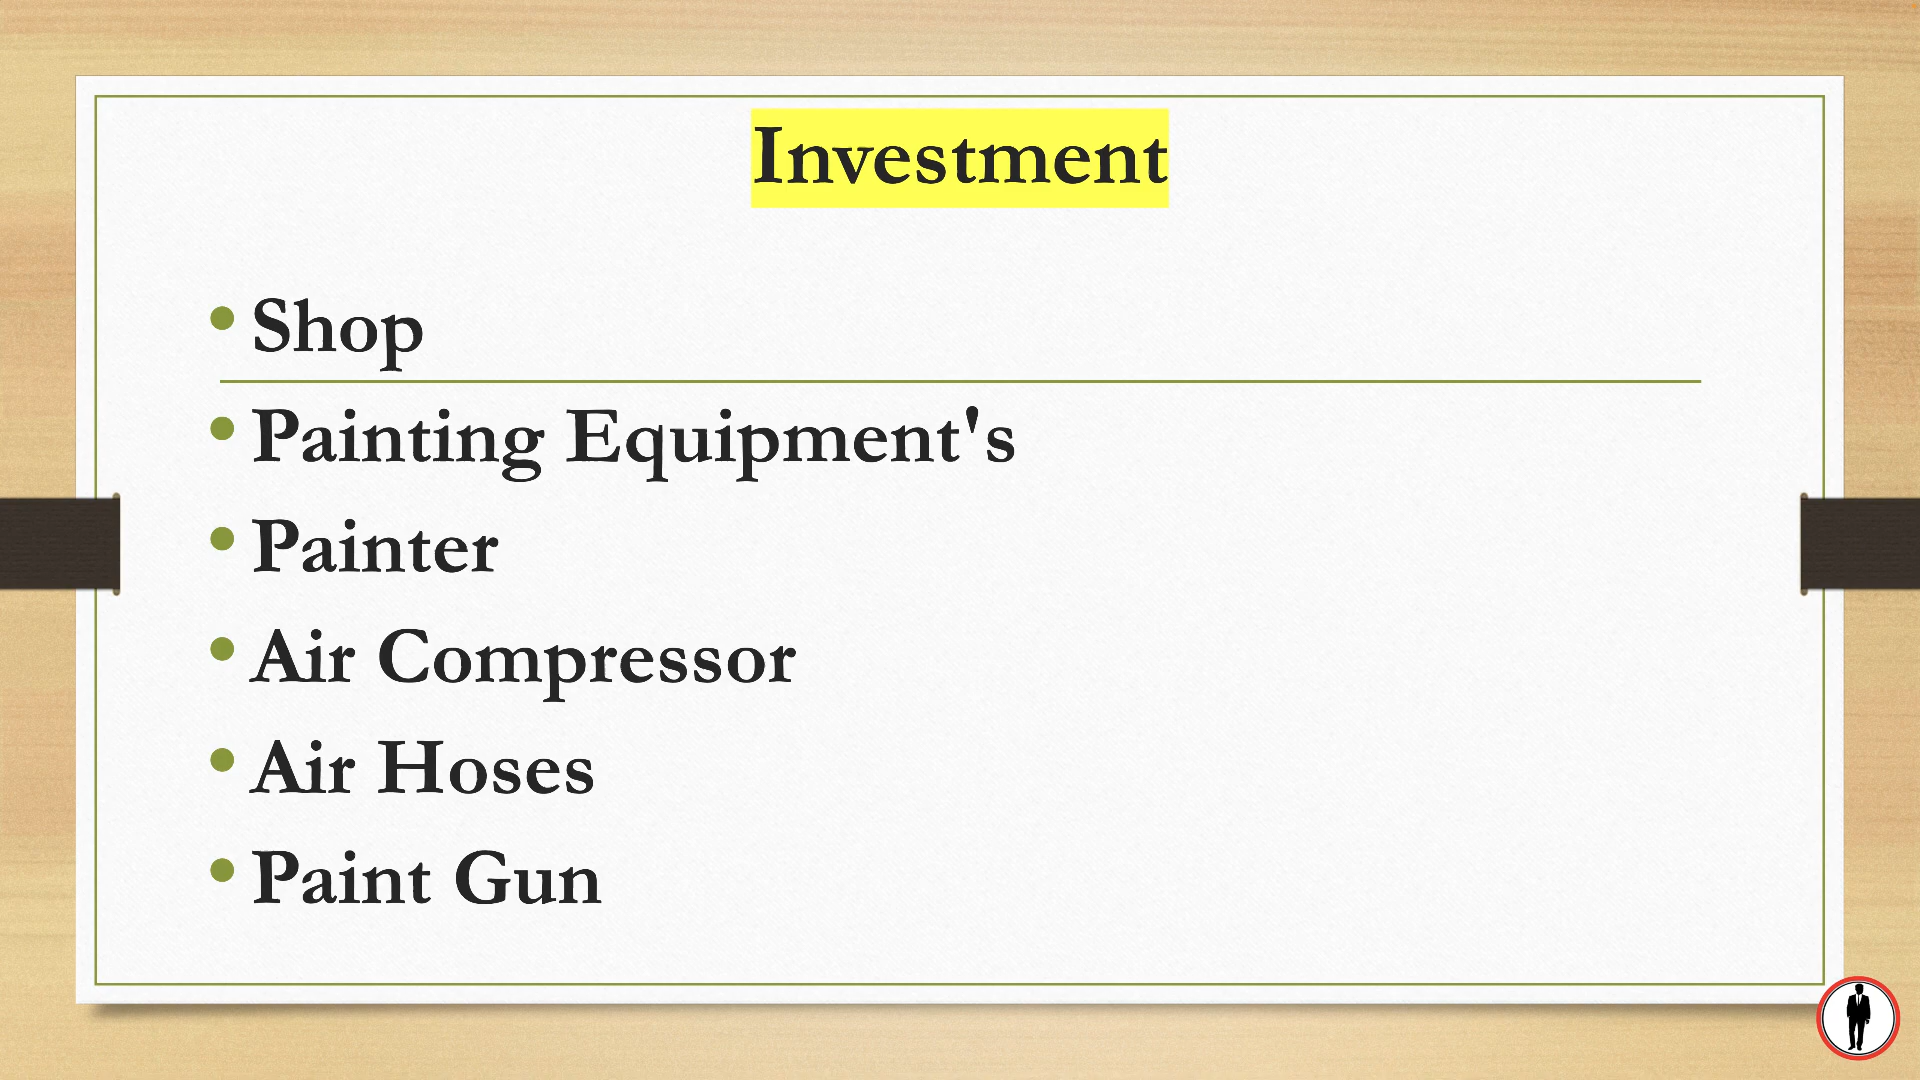 Investment
• Shop
• Painting Equipment's
• Painter
• Air Compressor
• Air Hoses
• Paint Gun